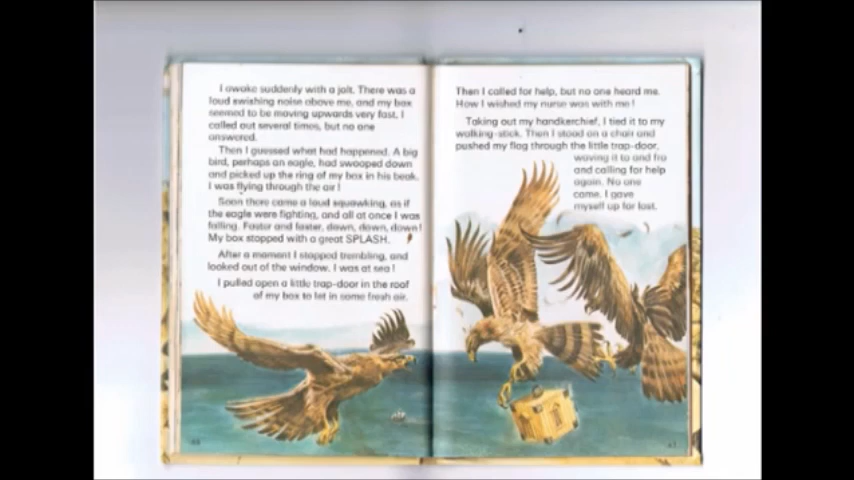 I awoke suddenly with a jolt. There was a
loud swishing noise above me, and my box
seemed to be moving upwards very fast. I
called out several times, but no one
answered.
Then I guessed what had happened. A big
bird, perhaps an eagle, had swooped down
and picked up the ring of my box in his beak.
I was flying through the air!
Soon there came a loud squawking, as if
the eagle were fighting, and all at once I was
falling. Faster and faster, down, down, down!
My box stopped with a great SPLASH.
After a moment I stopped trembling, and
looked out of the window. I was at sea!
I pulled open a little trap-door in the roof
of my box to let in some fresh air.
Then I called for help, but no one heard me.
How I wished my nurse was with me!
Taking out my handkerchief, I tied it to my
walking-stick. Then I stood on a chair and
pushed my flag through the little trap-door,
waving it to and fro
and calling for help
again. No one
came. I gave
myself up for lost.